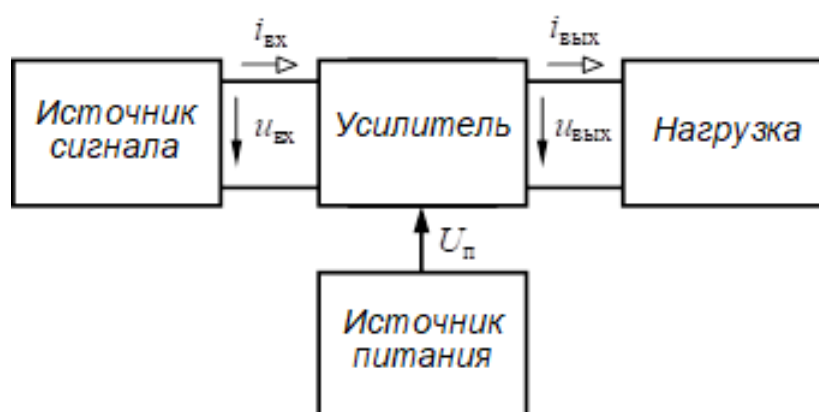 iвх
iвых
Источник
сигнала
uвх
Усилитель
uвых
Нагрузка
Uп
Источник
питания